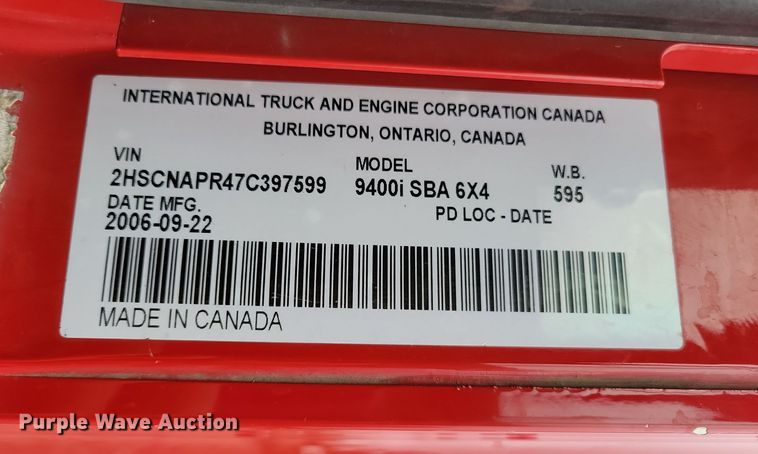 INTERNATIONAL TRUCK AND ENGINE CORPORATION CANADA
BURLINGTON, ONTARIO, CANADA
VIN MODEL W.B.
2HSCNAPR47C397599 9400i SBA 6X4 595
DATE MFG. PD LOC - DATE
2006-09-22
MADE IN CANADA
Purple Wave Auction